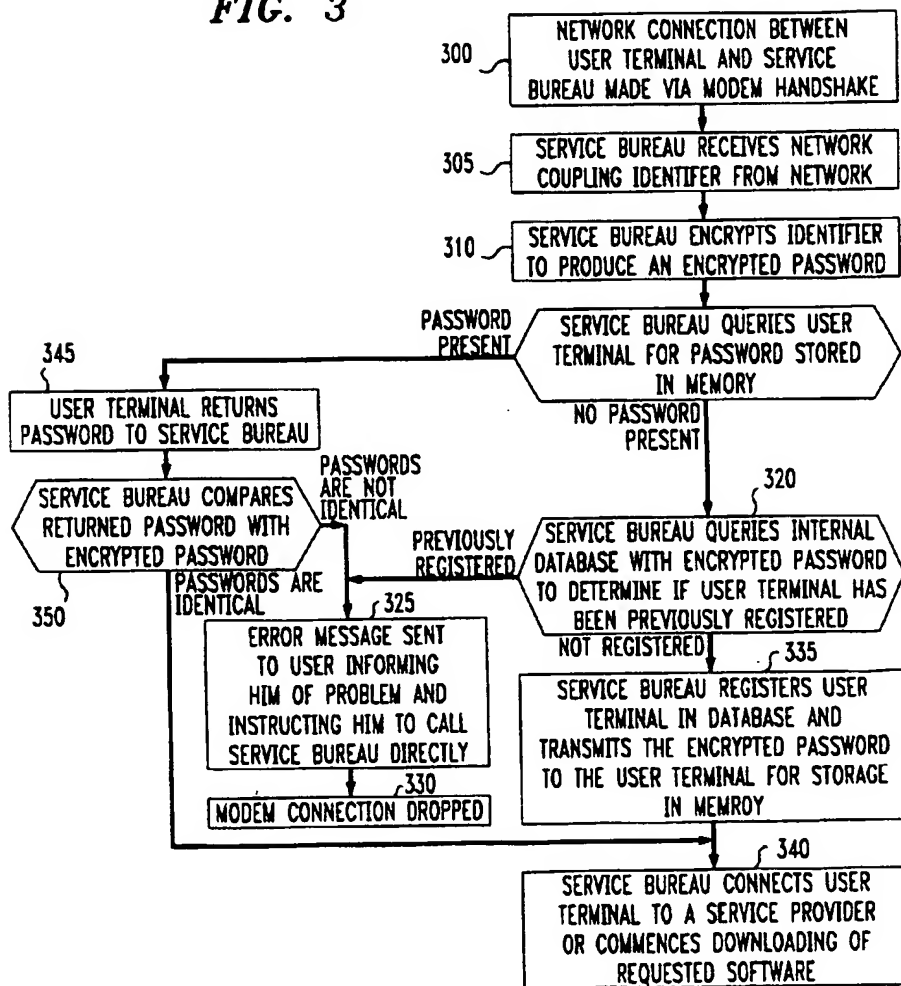 FIG. 3
300
NETWORK CONNECTION BETWEEN
USER TERMINAL AND SERVICE
BUREAU MADE VIA MODEM HANDSHAKE
305
SERVICE BUREAU RECEIVES NETWORK
COUPLING IDENTIFER FROM NETWORK
310
SERVICE BUREAU ENCRYPTS IDENTIFIER
TO PRODUCE AN ENCRYPTED PASSWORD
SERVICE BUREAU QUERIES USER
TERMINAL FOR PASSWORD STORED
IN MEMORY
PASSWORD
PRESENT
NO PASSWORD
PRESENT
345
USER TERMINAL RETURNS
PASSWORD TO SERVICE BUREAU
SERVICE BUREAU COMPARES
RETURNED PASSWORD WITH
ENCRYPTED PASSWORD
350
PASSWORDS
ARE NOT
IDENTICAL
PASSWORDS ARE
IDENTICAL
320
SERVICE BUREAU QUERIES INTERNAL
DATABASE WITH ENCRYPTED PASSWORD
TO DETERMINE IF USER TERMINAL HAS
BEEN PREVIOUSLY REGISTERED
PREVIOUSLY
REGISTERED
NOT REGISTERED
325
ERROR MESSAGE SENT
TO USER INFORMING
HIM OF PROBLEM AND
INSTRUCTING HIM TO CALL
SERVICE BUREAU DIRECTLY
330
MODEM CONNECTION DROPPED
335
SERVICE BUREAU REGISTERS USER
TERMINAL IN DATABASE AND
TRANSMITS THE ENCRYPTED PASSWORD
TO THE USER TERMINAL FOR STORAGE
IN MEMROY
340
SERVICE BUREAU CONNECTS USER
TERMINAL TO A SERVICE PROVIDER
OR COMMENCES DOWNLOADING OF
REQUESTED SOFTWARE